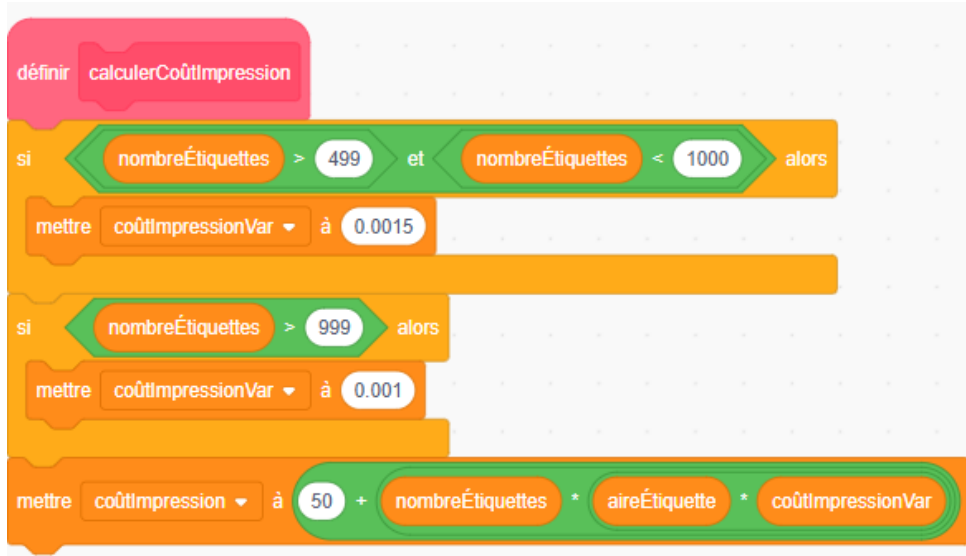 définir calculerCoûtImpression
si nombreÉtiquettes > 499 et nombreÉtiquettes < 1000 alors
mettre coûtImpressionVar à 0.0015
si nombreÉtiquettes > 999 alors
mettre coûtImpressionVar à 0.001
mettre coûtImpression à 50 + nombreÉtiquettes * aireÉtiquette * coûtImpressionVar